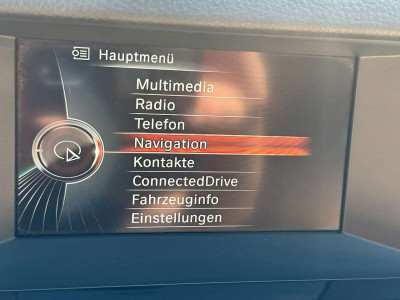 Hauptmenü
Multimedia
Radio
Telefon
Navigation
Kontakte
ConnectedDrive
Fahrzeuginfo
Einstellungen